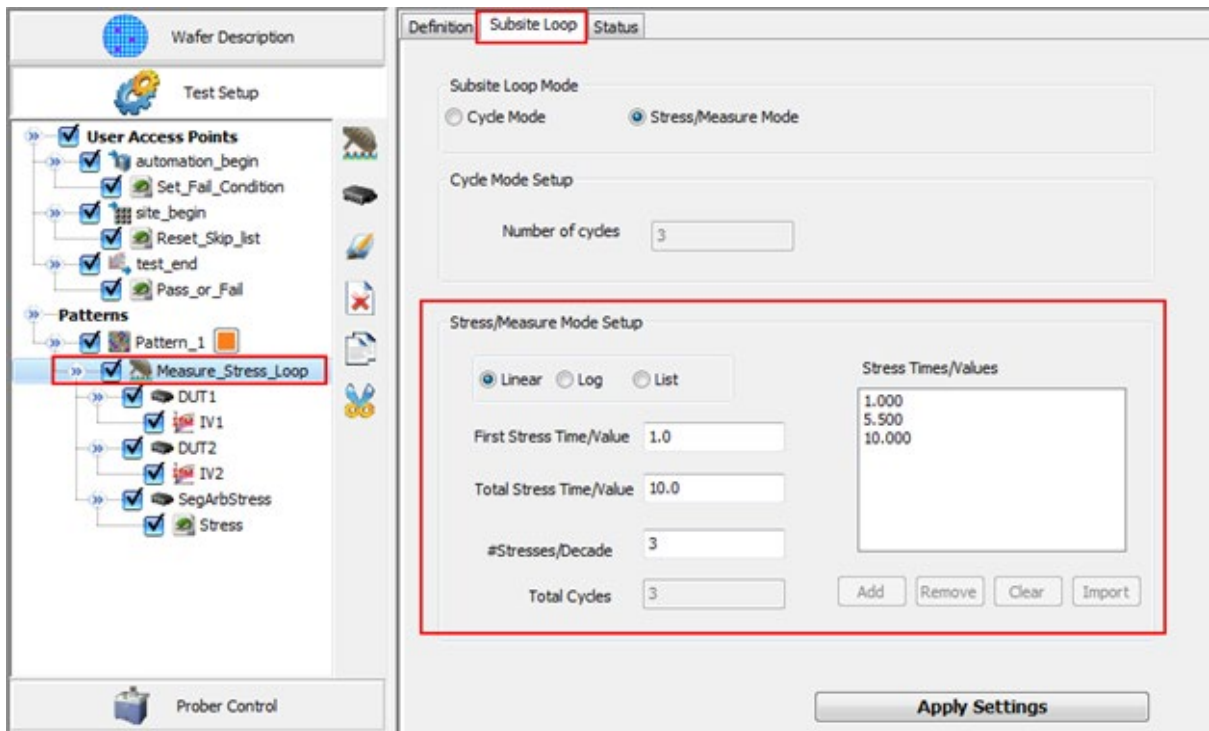 Wafer Description
Test Setup
User Access Points
automation_begin
Set_Fail_Condition
site_begin
Reset_Skip_list
test_end
Pass_or_Fail
Patterns
Pattern_1
Measure_Stress_Loop
DUT1
IV1
DUT2
IV2
SegArbStress
Stress
Prober Control
Definition Subsite Loop Status
Subsite Loop Mode
Cycle Mode Stress/Measure Mode
Cycle Mode Setup
Number of cycles 3
Stress/Measure Mode Setup
Linear Log List
First Stress Time/Value 1.0
Total Stress Time/Value 10.0
#Stresses/Decade 3
Total Cycles 3
Stress Times/Values
1.000
5.500
10.000
Add Remove Clear Import
Apply Settings